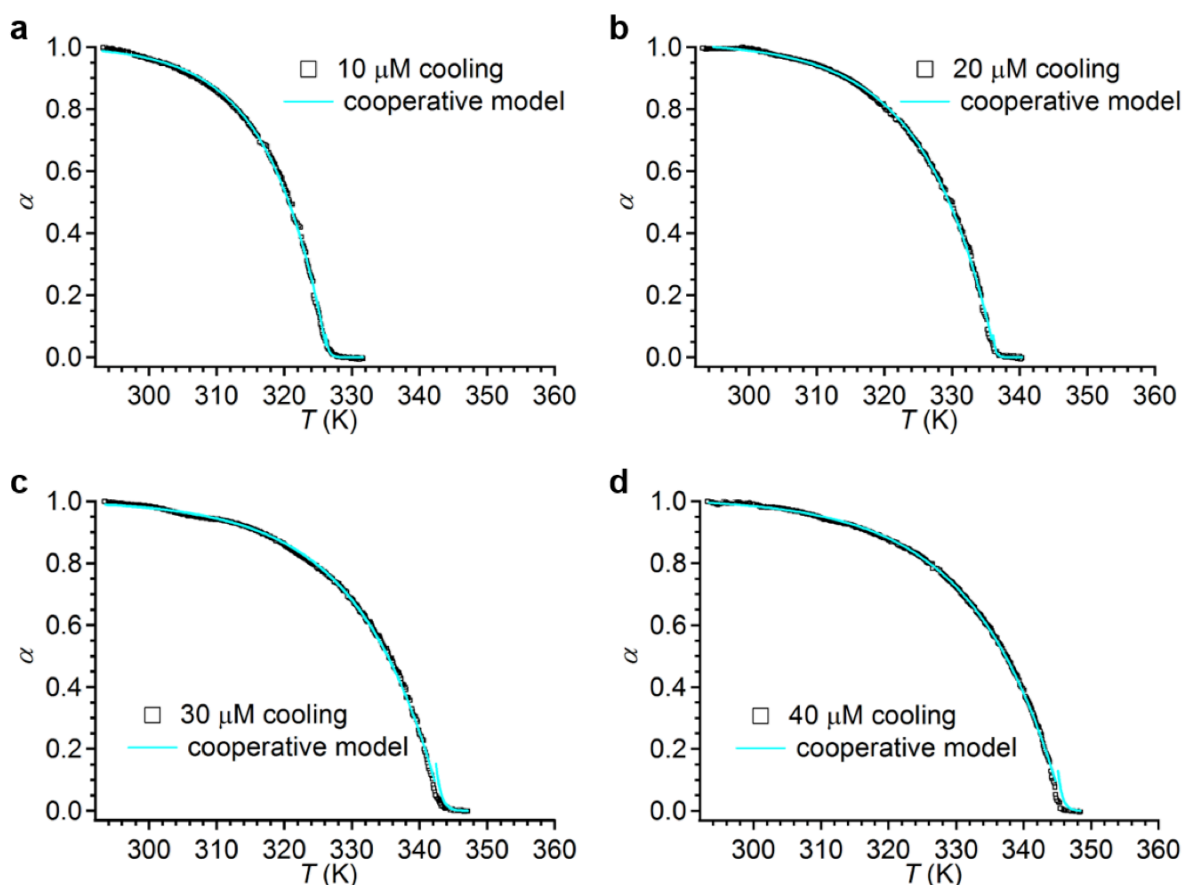 a
1.0
0.8
0.6
0.4
0.2
0.0
α
□ 10 μM cooling
cooperative model
300 310 320 330 340 350 360
T (K)
b
1.0
0.8
0.6
0.4
0.2
0.0
α
□ 20 μM cooling
cooperative model
300 310 320 330 340 350 360
T (K)
c
1.0
0.8
0.6
0.4
0.2
0.0
α
□ 30 μM cooling
cooperative model
300 310 320 330 340 350 360
T (K)
d
1.0
0.8
0.6
0.4
0.2
0.0
α
□ 40 μM cooling
cooperative model
300 310 320 330 340 350 360
T (K)